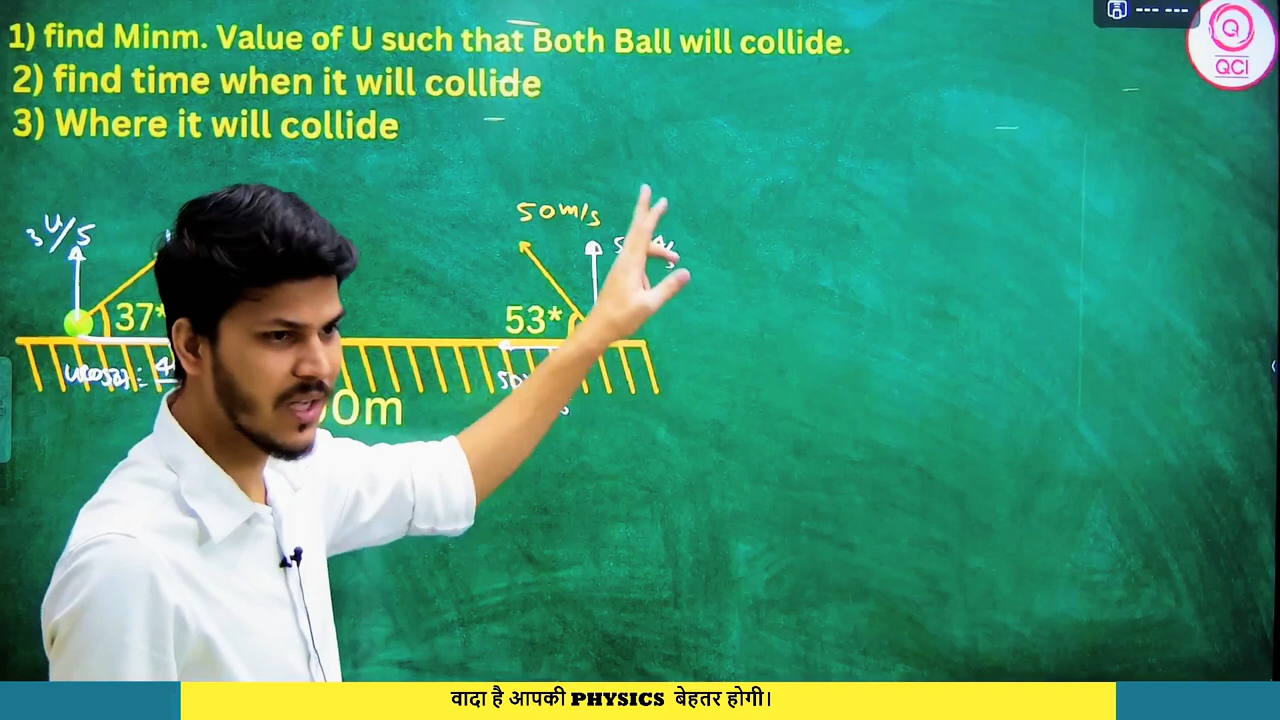 1) find Minm. Value of U such that Both Ball will collide.
2) find time when it will collide
3) Where it will collide
QCI
50m/s
3U/5
37*
53*
वादा है आपकी PHYSICS बेहतर होगी।